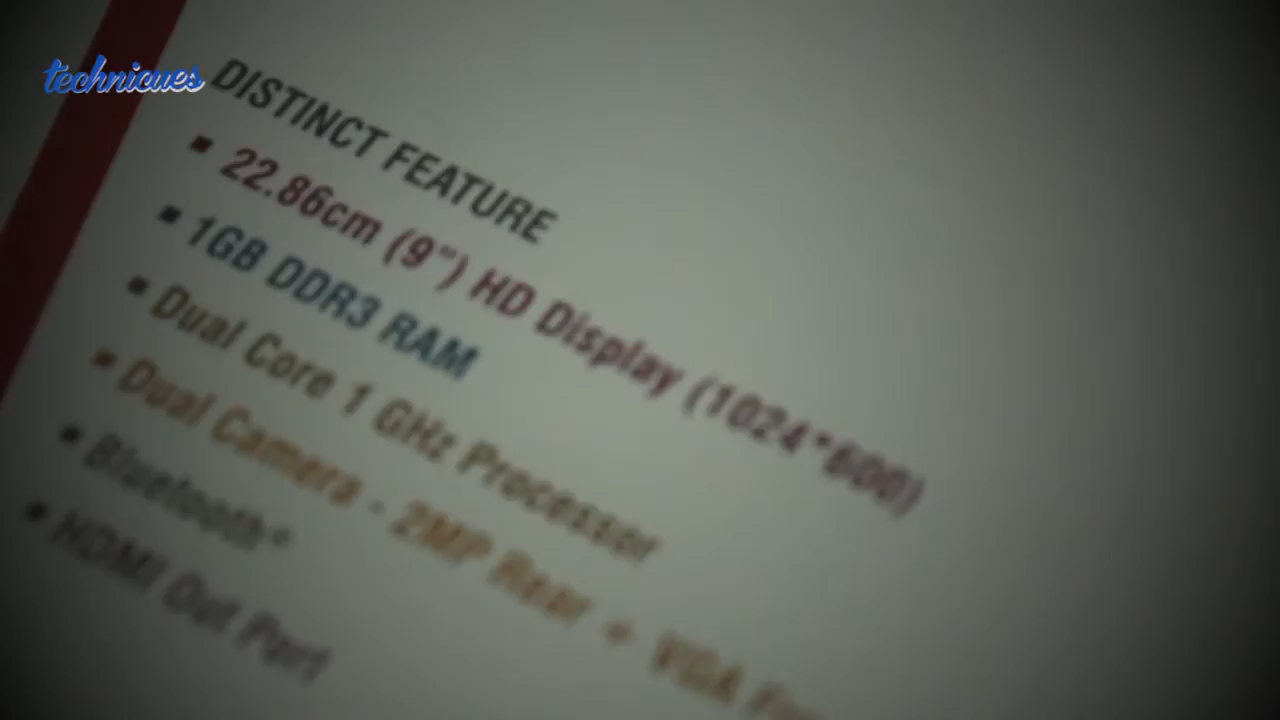 technicues
DISTINCT FEATURE
▪ 22.86cm (9") HD Display (1024*600)
▪ 1GB DDR3 RAM
▪ Dual Core 1 GHz Processor
▪ Dual Camera - 2MP Rear + VGA
▪ Bluetooth*
▪ HDMI Out Port